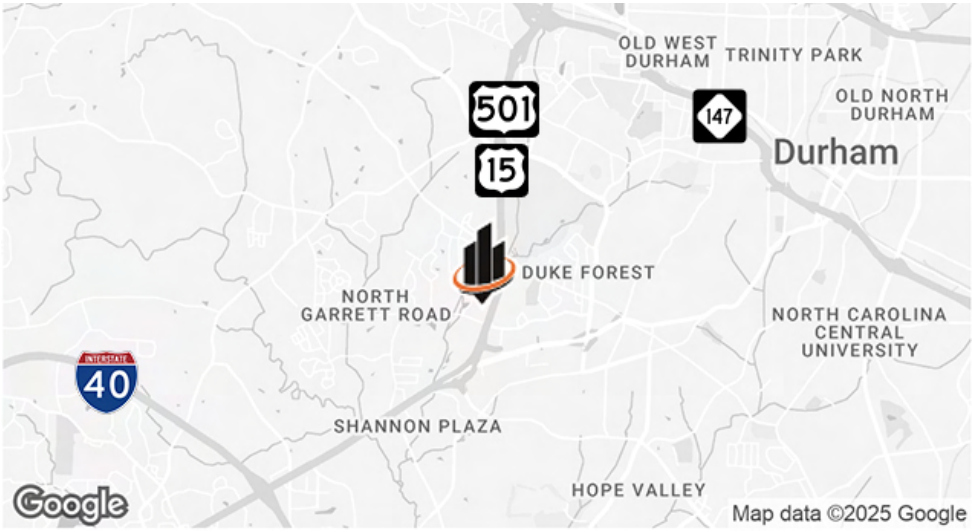 OLD WEST
DURHAM
TRINITY PARK
501
147
OLD NORTH
DURHAM
Durham
15
DUKE FOREST
NORTH
GARRETT ROAD
NORTH CAROLINA
CENTRAL
UNIVERSITY
INTERSTATE
40
SHANNON PLAZA
HOPE VALLEY
Google
Map data ©2025 Google